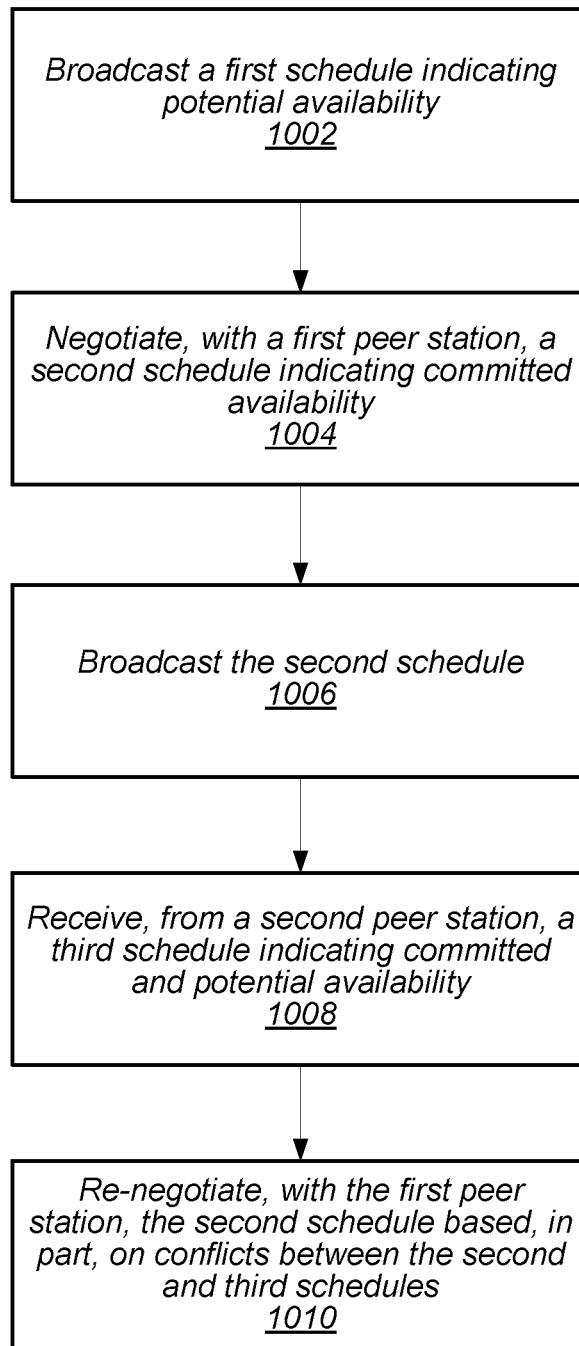 Broadcast a first schedule indicating
potential availability
1002
Negotiate, with a first peer station, a
second schedule indicating committed
availability
1004
Broadcast the second schedule
1006
Receive, from a second peer station, a
third schedule indicating committed
and potential availability
1008
Re-negotiate, with the first peer
station, the second schedule based, in
part, on conflicts between the second
and third schedules
1010